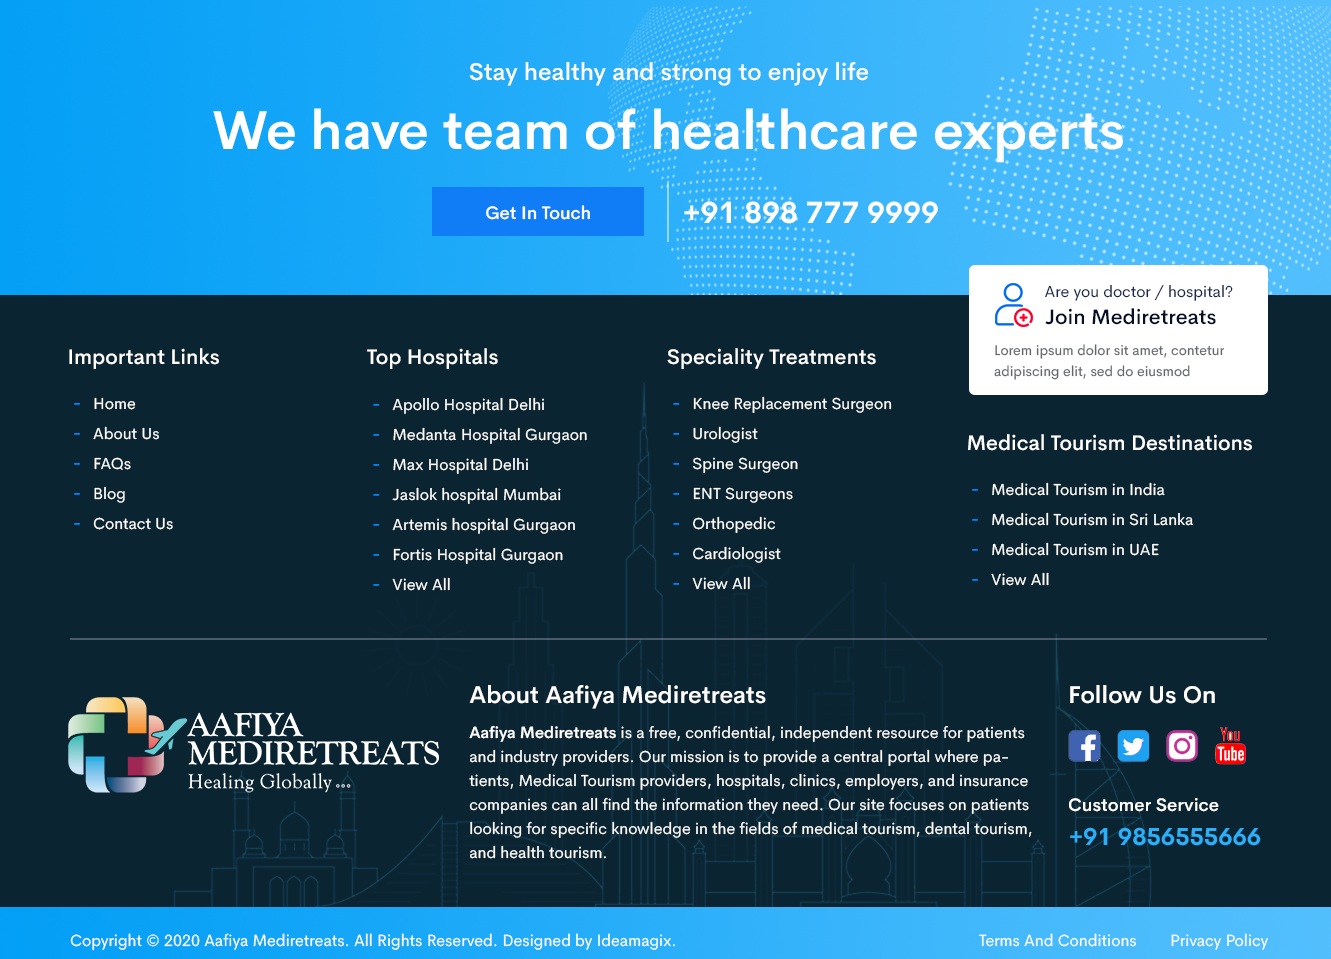 Stay healthy and strong to enjoy life
We have team of healthcare experts
Get In Touch
+91 898 777 9999
Are you doctor / hospital?
Join Mediretreats
Lorem ipsum dolor sit amet, contetur
adipiscing elit, sed do eiusmod
Important Links
- Home
- About Us
- FAQs
- Blog
- Contact Us
Top Hospitals
- Apollo Hospital Delhi
- Medanta Hospital Gurgaon
- Max Hospital Delhi
- Jaslok hospital Mumbai
- Artemis hospital Gurgaon
- Fortis Hospital Gurgaon
- View All
Speciality Treatments
- Knee Replacement Surgeon
- Urologist
- Spine Surgeon
- ENT Surgeons
- Orthopedic
- Cardiologist
- View All
Medical Tourism Destinations
- Medical Tourism in India
- Medical Tourism in Sri Lanka
- Medical Tourism in UAE
- View All
AAFIYA
MEDIRETREATS
Healing Globally
About Aafiya Mediretreats
Aafiya Mediretreats is a free, confidential, independent resource for patients
and industry providers. Our mission is to provide a central portal where pa-
tients, Medical Tourism providers, hospitals, clinics, employers, and insurance
companies can all find the information they need. Our site focuses on patients
looking for specific knowledge in the fields of medical tourism, dental tourism,
and health tourism.
Follow Us On
You
Tube
Customer Service
+91 9856555666
Copyright © 2020 Aafiya Mediretreats. All Rights Reserved. Designed by Ideamagix.
Terms And Conditions
Privacy Policy